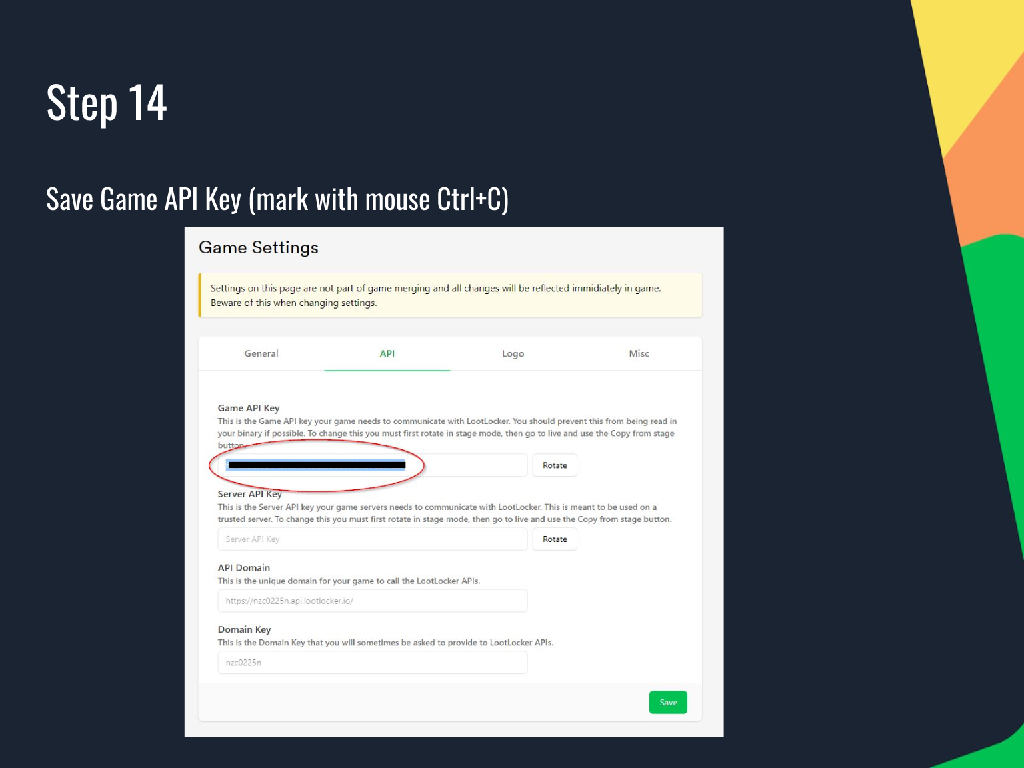 Step 14
Save Game API Key (mark with mouse Ctrl+C)
Game Settings
Settings on this page are not part of game merging and all changes will be reflected immidiately in game.
Beware of this when changing settings.
General API Logo Misc
Game API Key
This is the Game API key your game needs to communicate with LootLocker. You should prevent this from being read in
your binary if possible. To change this you must first rotate in stage mode, then go to live and use the Copy from stage
button.
Rotate
Server API Key
This is the Server API key your game servers needs to communicate with LootLocker. This is meant to be used on a
trusted server. To change this you must first rotate in stage mode, then go to live and use the Copy from stage button.
Server API Key Rotate
API Domain
This is the unique domain for your game to call the LootLocker APIs.
https://nzc0225n.api.lootlocker.io/
Domain Key
This is the Domain Key that you will sometimes be asked to provide to LootLocker APIs.
nzc0225n
Save